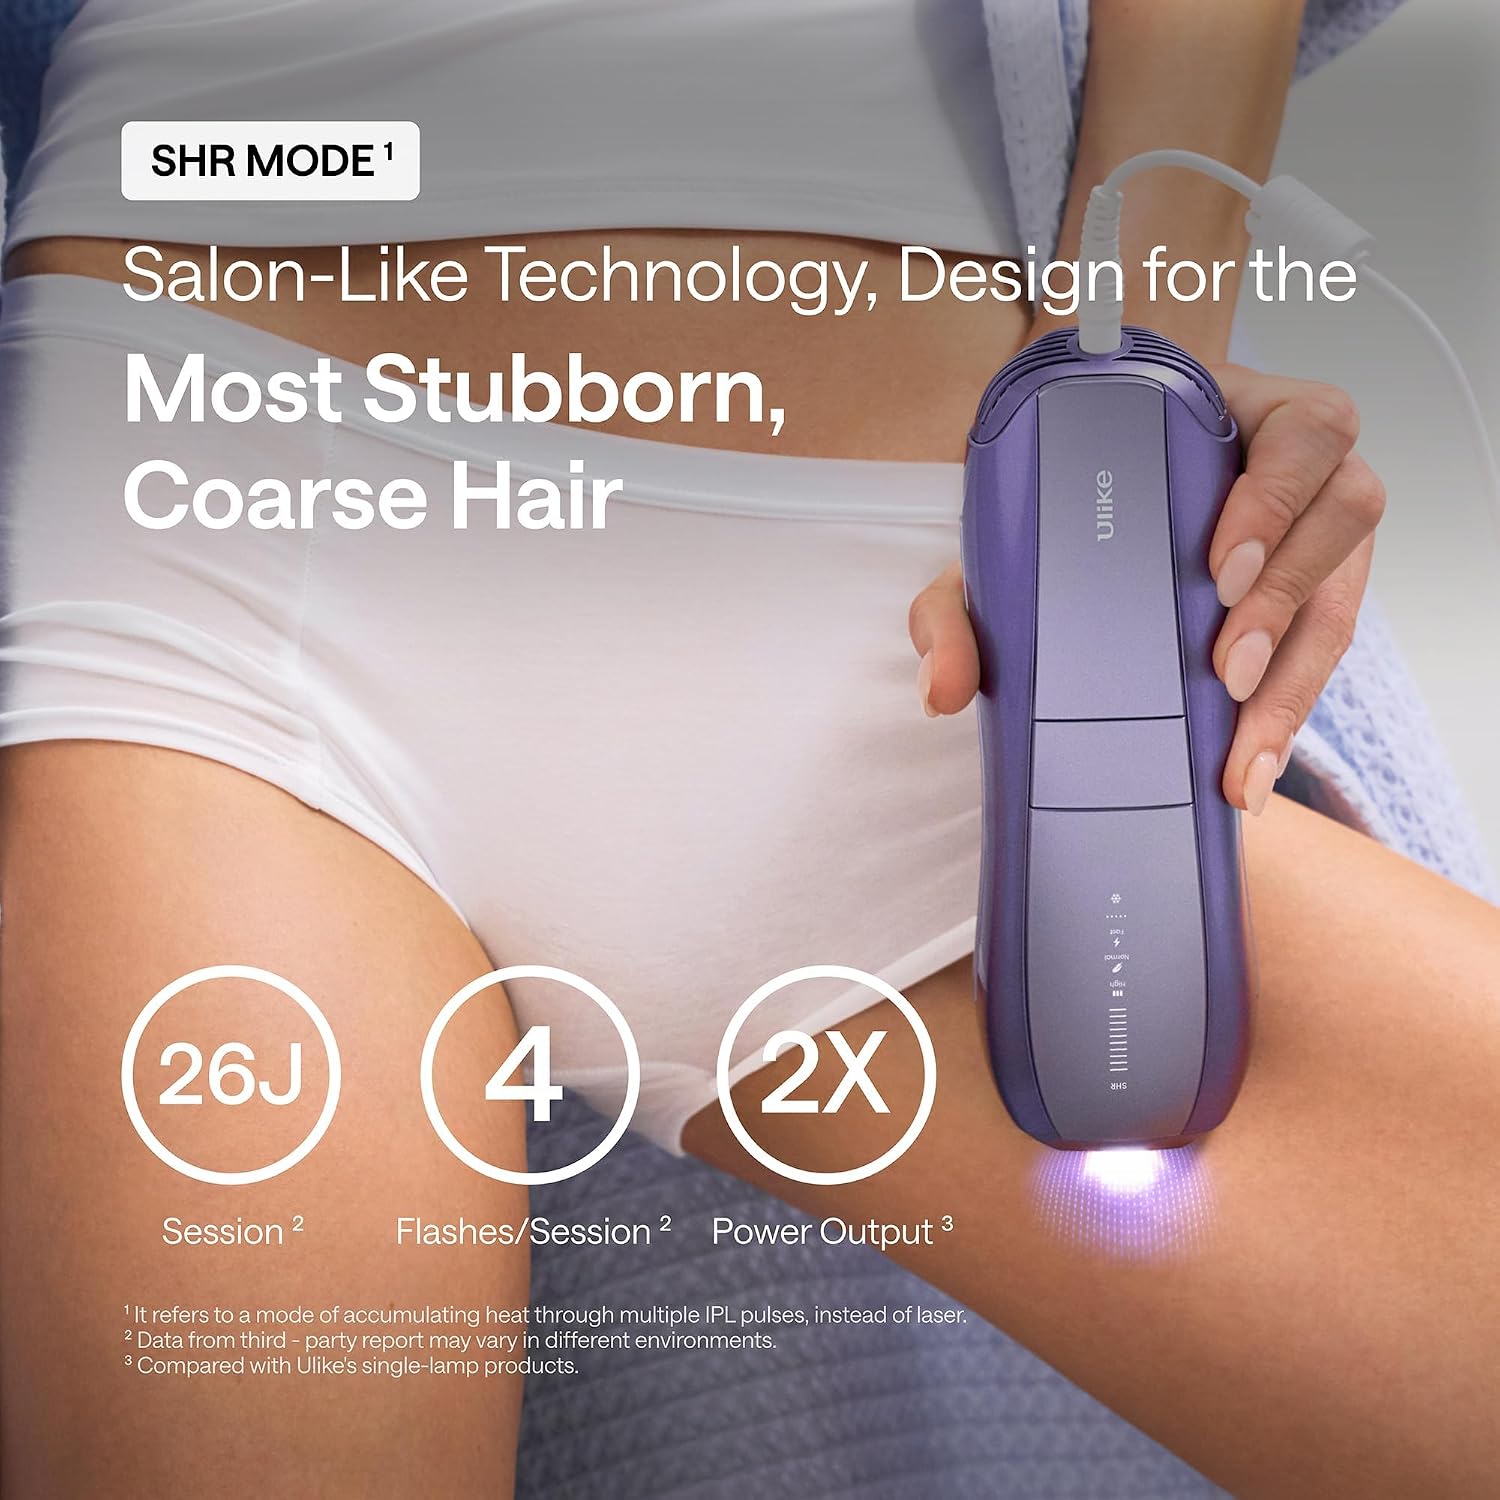 SHR MODE ¹
Salon-Like Technology, Design for the
Most Stubborn,
Coarse Hair
Ulike
Fast
Normal
High
SHR
26J
4
2X
Session ²
Flashes/Session ²
Power Output ³
¹ It refers to a mode of accumulating heat through multiple IPL pulses, instead of laser.
² Data from third - party report may vary in different environments.
³ Compared with Ulike's single-lamp products.